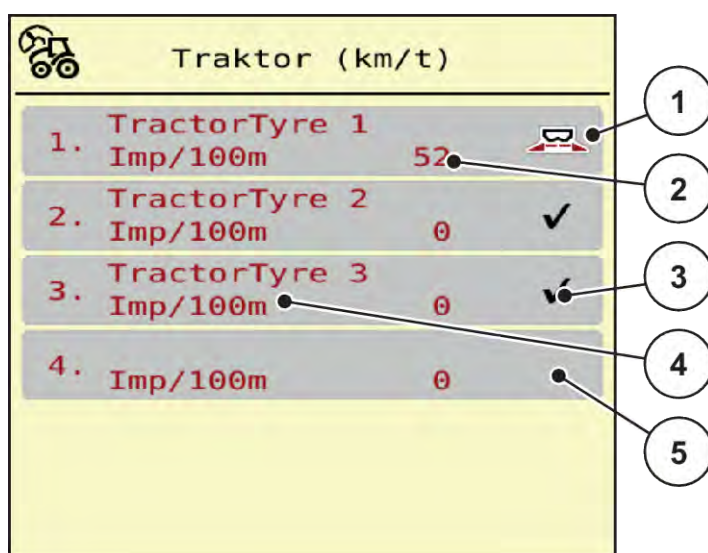 Traktor (km/t)
1. TractorTyre 1
Imp/100m 52
2. TractorTyre 2
Imp/100m 0
3. TractorTyre 3
Imp/100m 0
4.
Imp/100m 0
1
2
3
4
5